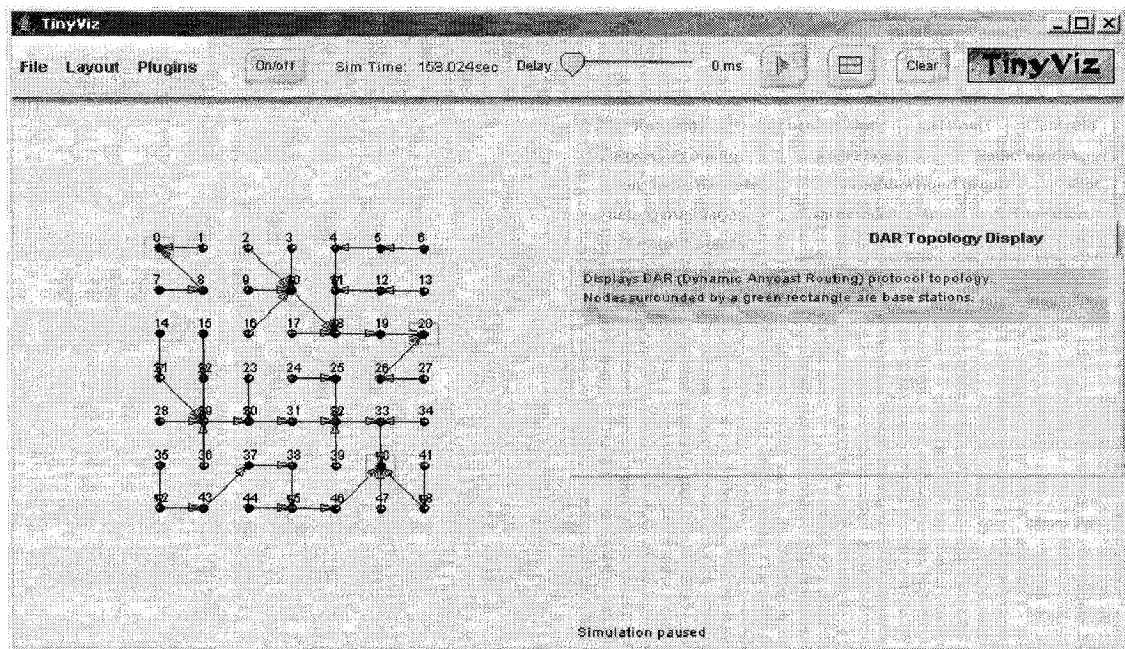 TinyViz
File Layout Plugins On/off Sim Time: 153.024sec Delay 0 ms Clear TinyViz
DAR Topology Display
Displays DAR (Dynamic Anycast Routing) protocol topology.
Nodes surrounded by a green rectangle are base stations.
0 1 2 3 4 5 6
7 8 9 10 11 12 13
14 15 16 17 18 19 20
21 22 23 24 25 26 27
28 29 30 31 32 33 34
35 36 37 38 39 40 41
42 43 44 45 46 47 48
Simulation paused